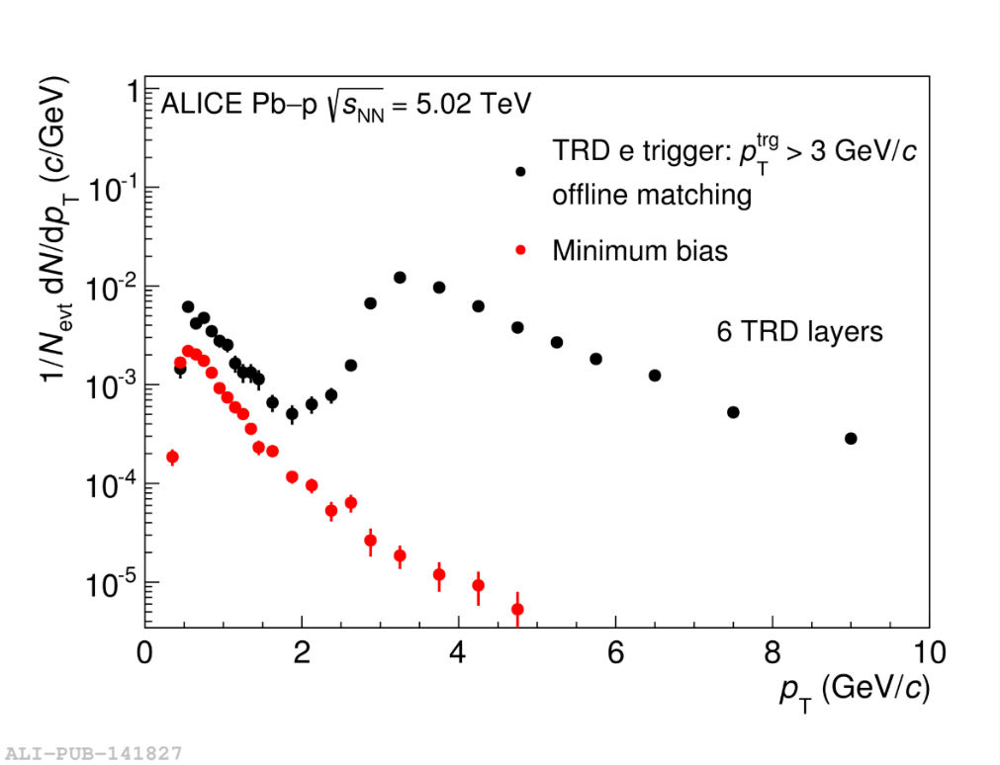 ALICE Pb–p √sNN = 5.02 TeV
TRD e trigger: pTtrg > 3 GeV/c
offline matching
Minimum bias
6 TRD layers
1/Nevt dN/dpT (c/GeV)
1
10-1
10-2
10-3
10-4
10-5
0 2 4 6 8 10
pT (GeV/c)
ALI-PUB-141827